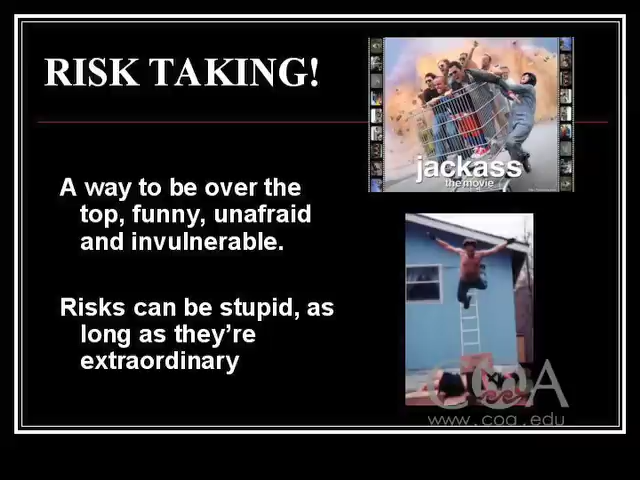 RISK TAKING!
jackass
the movie
A way to be over the
top, funny, unafraid
and invulnerable.
Risks can be stupid, as
long as they're
extraordinary
COA
www.coa.edu